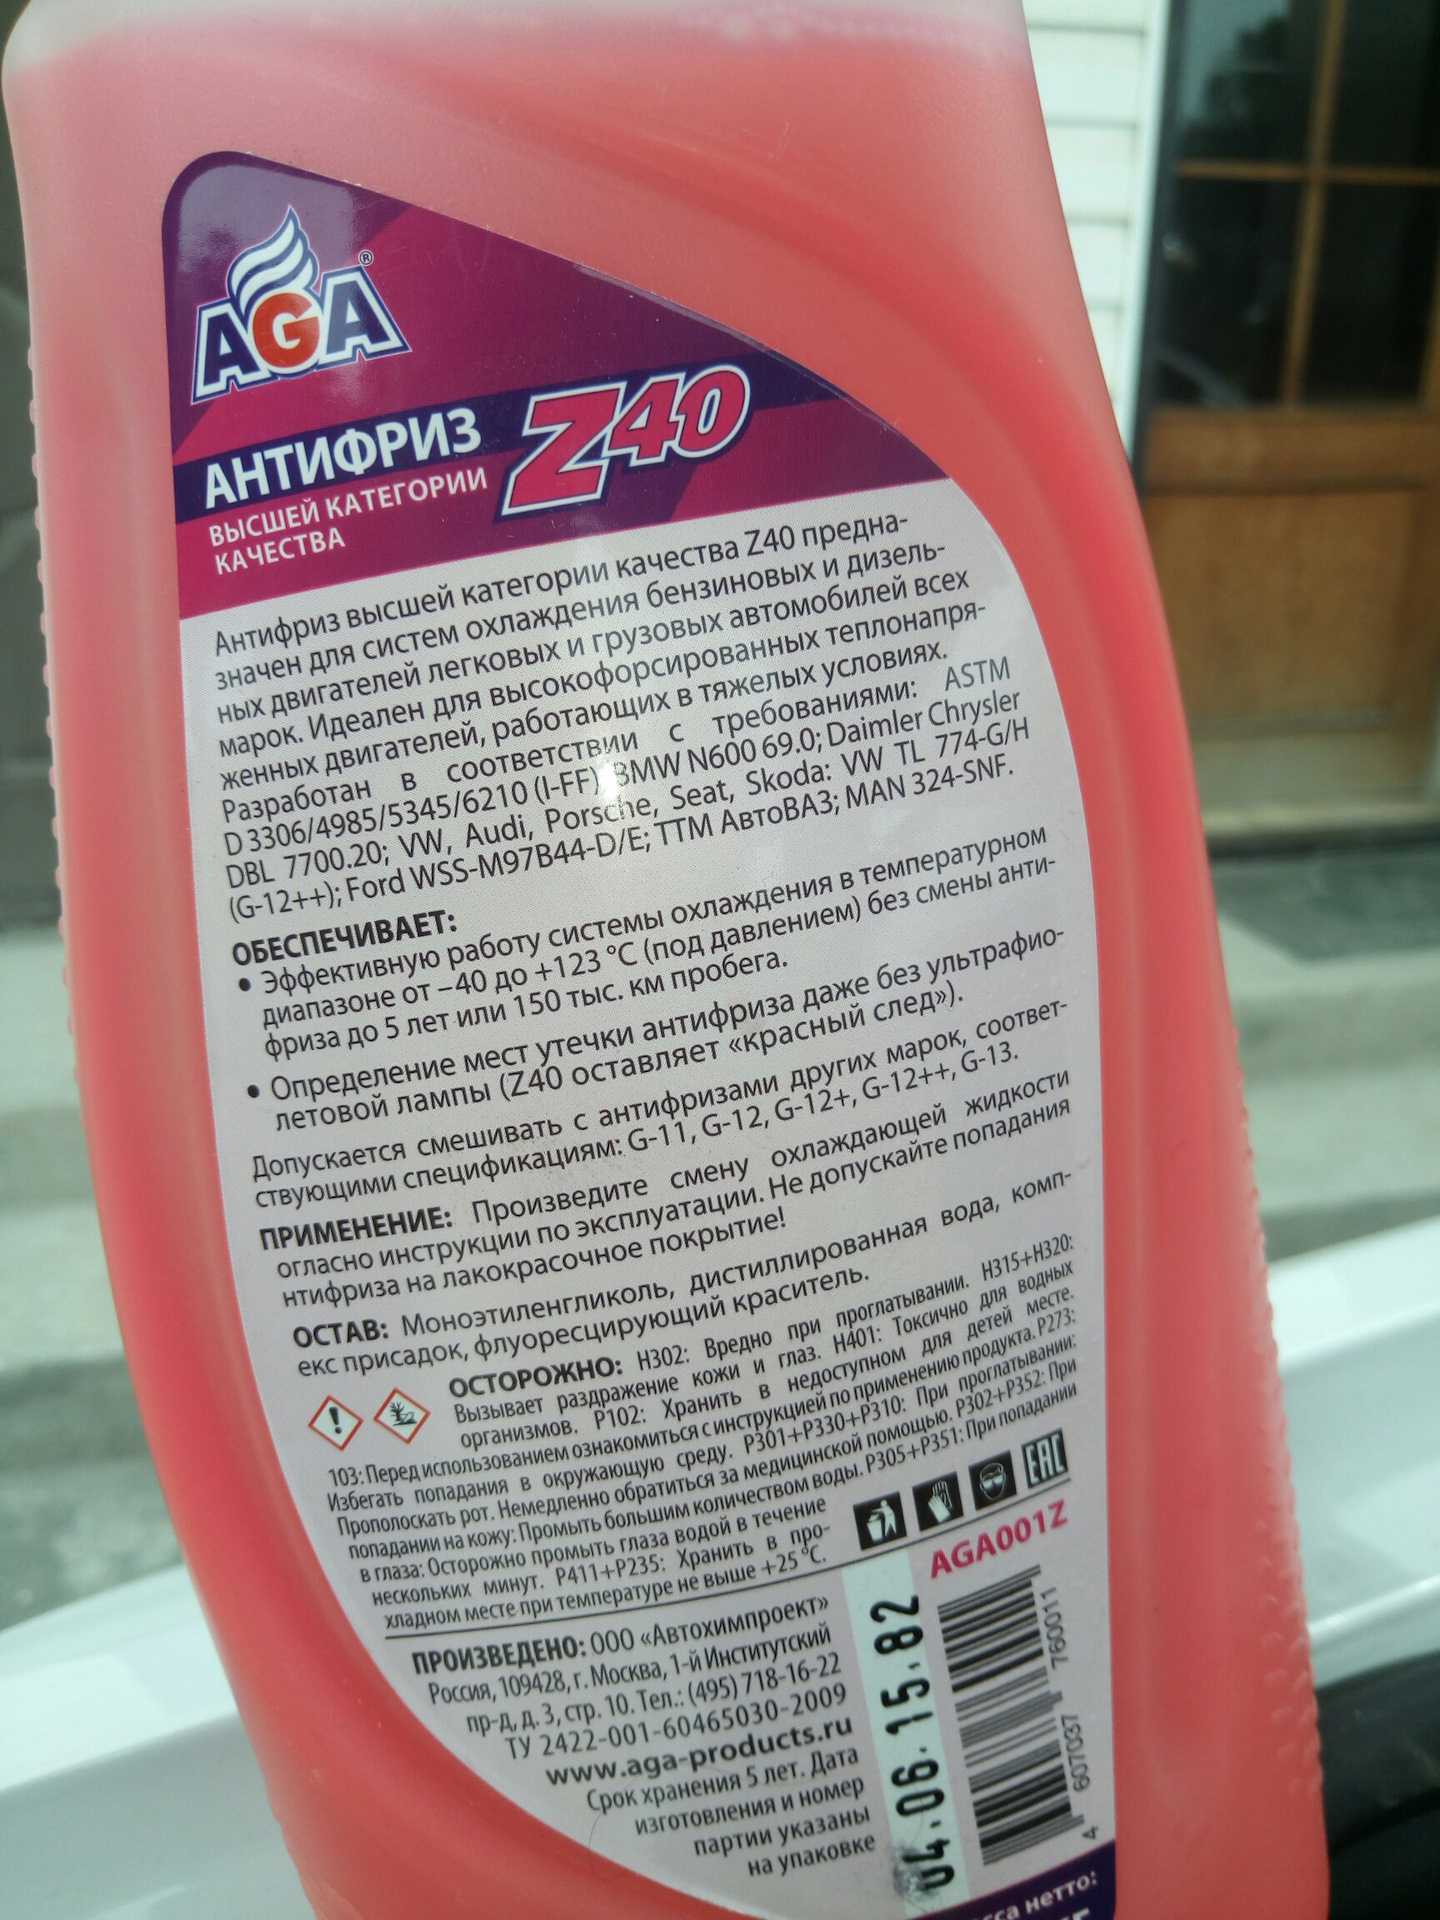 AGA®
АНТИФРИЗ Z40
ВЫСШЕЙ КАТЕГОРИИ
КАЧЕСТВА
Антифриз высшей категории качества Z40 предна-
значен для систем охлаждения бензиновых и дизель-
ных двигателей легковых и грузовых автомобилей всех
марок. Идеален для высокофорсированных теплонапря-
женных двигателей, работающих в тяжелых условиях.
Разработан в соответствии с требованиями: ASTM
D 3306/4985/5345/6210 (I-FF); BMW N600 69.0; Daimler Chrysler
DBL 7700.20; VW, Audi, Porsche, Seat, Skoda: VW TL 774-G/H
(G-12++); Ford WSS-M97B44-D/E; ТТМ АвтоВАЗ; MAN 324-SNF.
ОБЕСПЕЧИВАЕТ:
• Эффективную работу системы охлаждения в температурном
диапазоне от –40 до +123 °С (под давлением) без смены анти-
фриза до 5 лет или 150 тыс. км пробега.
• Определение мест утечки антифриза даже без ультрафио-
летовой лампы (Z40 оставляет «красный след»).
Допускается смешивать с антифризами других марок, соответ-
ствующими спецификациям: G-11, G-12, G-12+, G-12++, G-13.
ПРИМЕНЕНИЕ: Произведите смену охлаждающей жидкости
огласно инструкции по эксплуатации. Не допускайте попадания
нтифриза на лакокрасочное покрытие!
ОСТАВ: Моноэтиленгликоль, дистиллированная вода, комп-
екс присадок, флуоресцирующий краситель.
ОСТОРОЖНО: H302: Вредно при проглатывании. H315+H320:
Вызывает раздражение кожи и глаз. H401: Токсично для водных
организмов. P102: Хранить в недоступном для детей месте.
103: Перед использованием ознакомиться с инструкцией по применению продукта. P273:
Избегать попадания в окружающую среду. P301+P330+P310: При проглатывании:
Прополоскать рот. Немедленно обратиться за медицинской помощью. P302+P352: При
попадании на кожу: Промыть большим количеством воды. P305+P351: При попадании
в глаза: Осторожно промыть глаза водой в течение
нескольких минут. P411+P235: Хранить в про-
хладном месте при температуре не выше +25 °С.
EAC
AGA001Z
ПРОИЗВЕДЕНО: ООО «Автохимпроект»
Россия, 109428, г. Москва, 1-й Институтский
пр-д, д. 3, стр. 10. Тел.: (495) 718-16-22
ТУ 2422-001-60465030-2009
www.aga-products.ru
Срок хранения 5 лет. Дата
изготовления и номер
партии указаны
на упаковке
04.06.15.82
4 607037 760011
сса нетто: